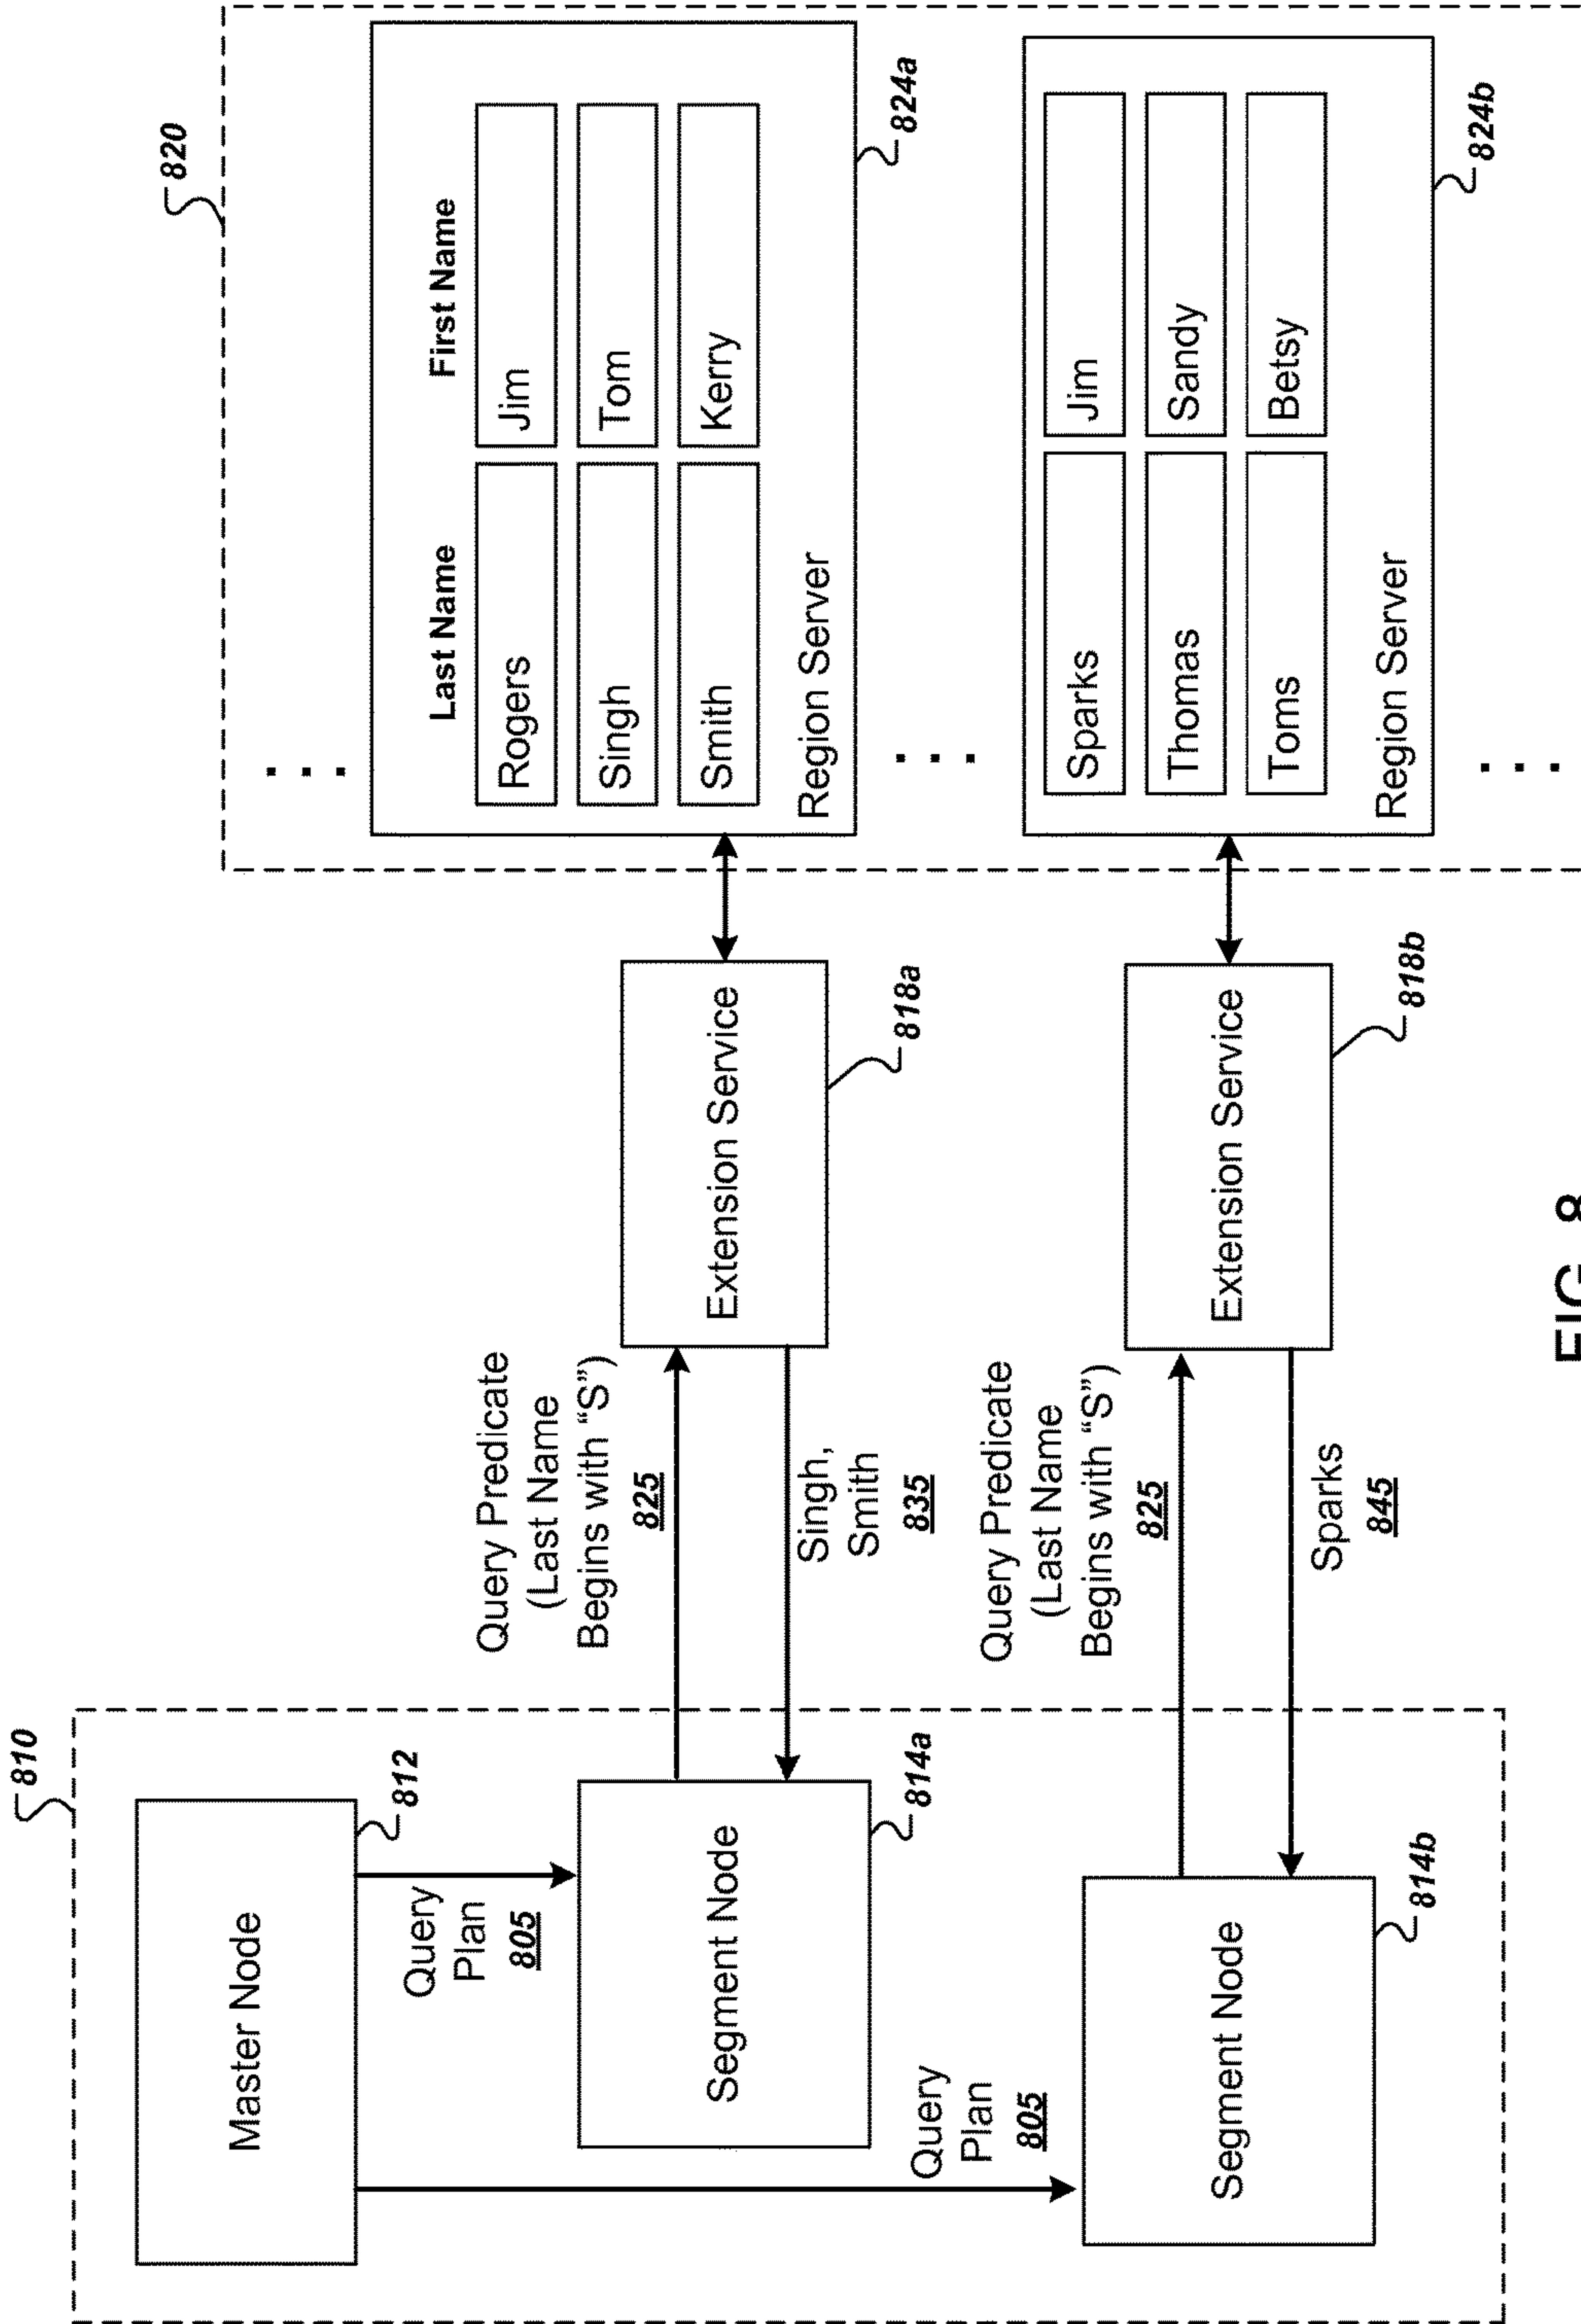 810
Master Node
812
Query
Plan
805
Segment Node
814a
Query
Plan
805
Segment Node
814b
Query Predicate
(Last Name
Begins with “S”)
825
Singh,
Smith
835
Query Predicate
(Last Name
Begins with “S”)
825
Sparks
845
Extension Service
818a
Extension Service
818b
820
. . .
Last Name First Name
Rogers Jim
Singh Tom
Smith Kerry
Region Server
824a
. . .
Sparks Jim
Thomas Sandy
Toms Betsy
Region Server
824b
. . .
FIG. 8